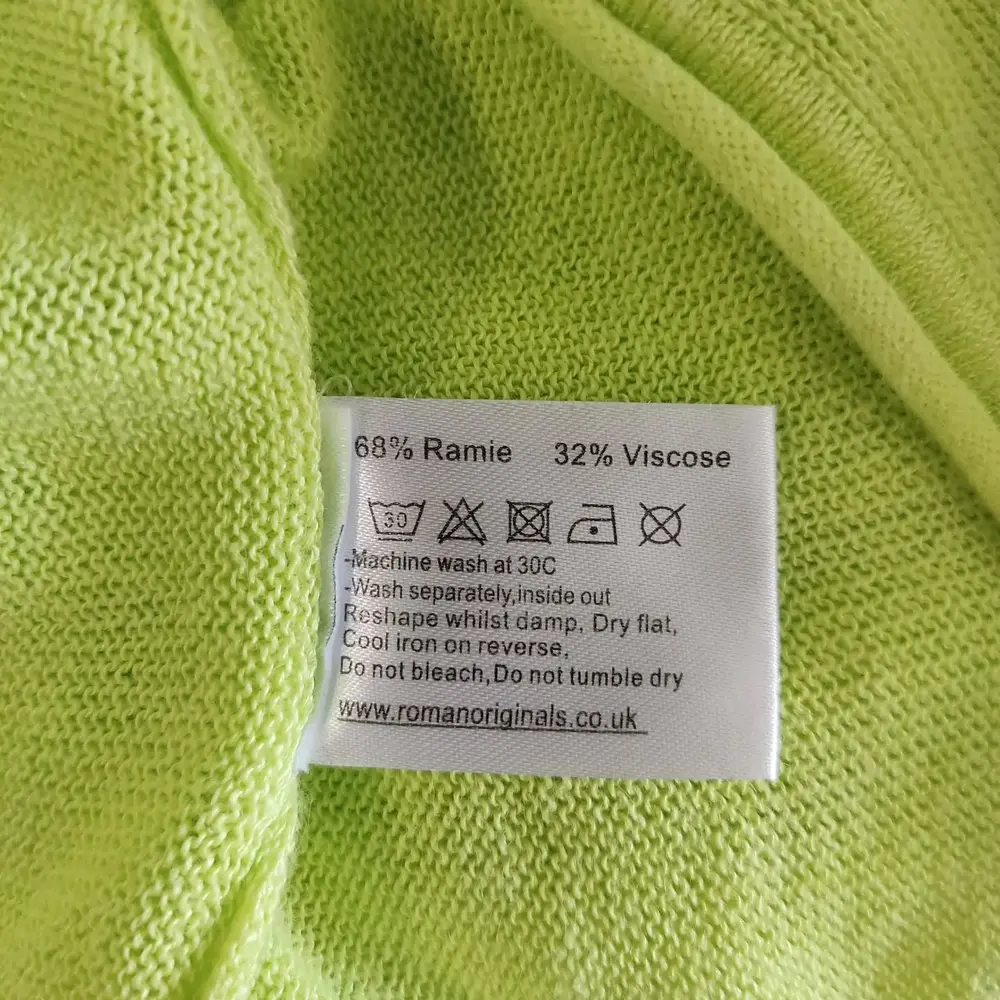 68% Ramie 32% Viscose
30
-Machine wash at 30C
-Wash separately,inside out
Reshape whilst damp, Dry flat,
Cool iron on reverse,
Do not bleach,Do not tumble dry
www.romanoriginals.co.uk